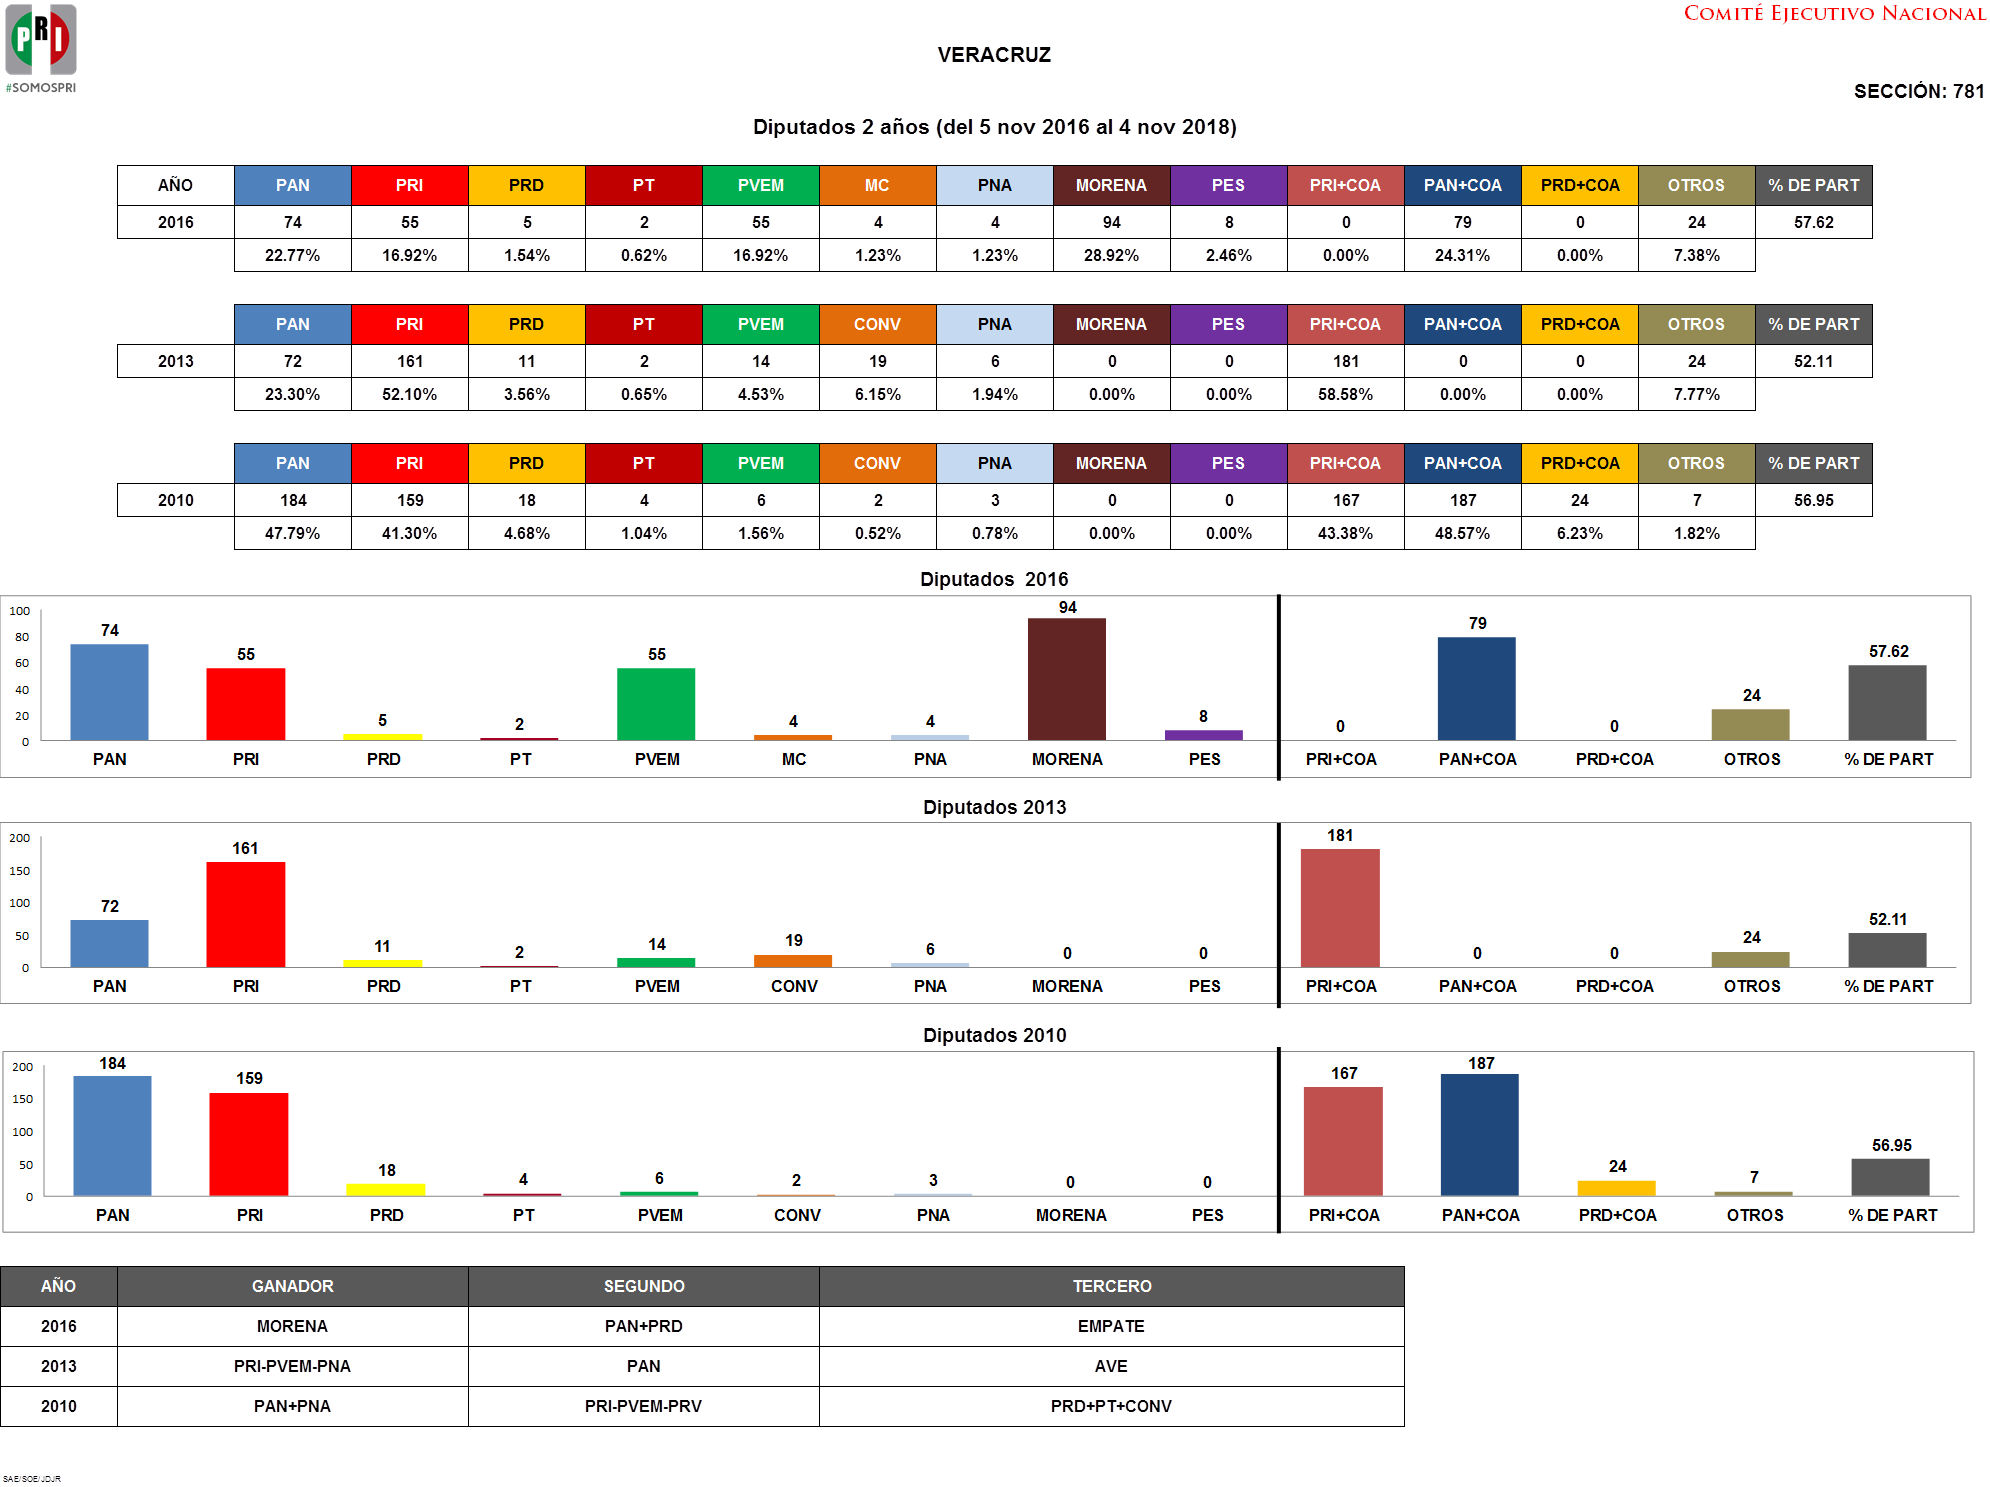 COMITÉ EJECUTIVO NACIONAL
PRI
#SOMOSPRI
VERACRUZ
SECCIÓN: 781
Diputados 2 años (del 5 nov 2016 al 4 nov 2018)
AÑO PAN PRI PRD PT PVEM MC PNA MORENA PES PRI+COA PAN+COA PRD+COA OTROS % DE PART
2016 74 55 5 2 55 4 4 94 8 0 79 0 24 57.62
22.77% 16.92% 1.54% 0.62% 16.92% 1.23% 1.23% 28.92% 2.46% 0.00% 24.31% 0.00% 7.38%
PAN PRI PRD PT PVEM CONV PNA MORENA PES PRI+COA PAN+COA PRD+COA OTROS % DE PART
2013 72 161 11 2 14 19 6 0 0 181 0 0 24 52.11
23.30% 52.10% 3.56% 0.65% 4.53% 6.15% 1.94% 0.00% 0.00% 58.58% 0.00% 0.00% 7.77%
PAN PRI PRD PT PVEM CONV PNA MORENA PES PRI+COA PAN+COA PRD+COA OTROS % DE PART
2010 184 159 18 4 6 2 3 0 0 167 187 24 7 56.95
47.79% 41.30% 4.68% 1.04% 1.56% 0.52% 0.78% 0.00% 0.00% 43.38% 48.57% 6.23% 1.82%
Diputados 2016
100
80
60
40
20
0
74 55 5 2 55 4 4 94 8 0 79 0 24 57.62
PAN PRI PRD PT PVEM MC PNA MORENA PES PRI+COA PAN+COA PRD+COA OTROS % DE PART
Diputados 2013
200
150
100
50
0
72 161 11 2 14 19 6 0 0 181 0 0 24 52.11
PAN PRI PRD PT PVEM CONV PNA MORENA PES PRI+COA PAN+COA PRD+COA OTROS % DE PART
Diputados 2010
200
150
100
50
0
184 159 18 4 6 2 3 0 0 167 187 24 7 56.95
PAN PRI PRD PT PVEM CONV PNA MORENA PES PRI+COA PAN+COA PRD+COA OTROS % DE PART
AÑO GANADOR SEGUNDO TERCERO
2016 MORENA PAN+PRD EMPATE
2013 PRI-PVEM-PNA PAN AVE
2010 PAN+PNA PRI-PVEM-PRV PRD+PT+CONV
SAE/SOE/JDJR